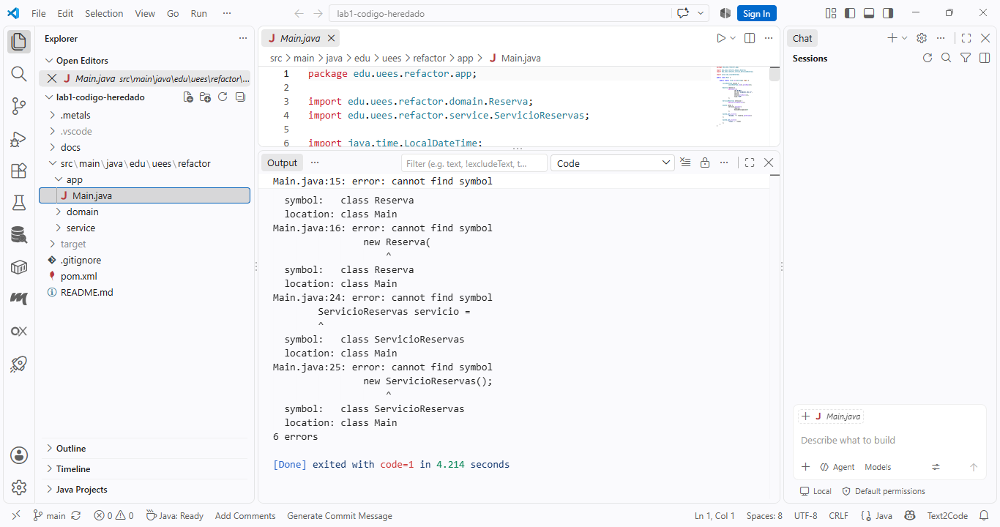 File Edit Selection View Go Run ··· lab1-codigo-heredado Sign In
Explorer ···
Open Editors
Main.java src\main\java\edu\uees\refactor\...
lab1-codigo-heredado
.metals
.vscode
docs
src\main\java\edu\uees\refactor
app
J Main.java
domain
service
target
.gitignore
pom.xml
README.md
Outline
Timeline
Java Projects
J Main.java
src > main > java > edu > uees > refactor > app > J Main.java
1 package edu.uees.refactor.app;
2
3 import edu.uees.refactor.domain.Reserva;
4 import edu.uees.refactor.service.ServicioReservas;
5
6 import java.time.LocalDateTime;
Output ··· Filter (e.g. text, !excludeText, t... Code
Main.java:15: error: cannot find symbol
symbol:   class Reserva
location: class Main
Main.java:16: error: cannot find symbol
new Reserva(
^
symbol:   class Reserva
location: class Main
Main.java:24: error: cannot find symbol
ServicioReservas servicio =
^
symbol:   class ServicioReservas
location: class Main
Main.java:25: error: cannot find symbol
new ServicioReservas();
^
symbol:   class ServicioReservas
location: class Main
6 errors
[Done] exited with code=1 in 4.214 seconds
Chat
Sessions
J Main.java
Describe what to build
Agent Models
Local Default permissions
main 0 0 Java: Ready Add Comments Generate Commit Message Ln 1, Col 1 Spaces: 8 UTF-8 CRLF {} Java Text2Code